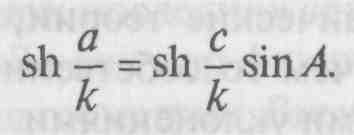 sh a/k = sh c/k sin A.